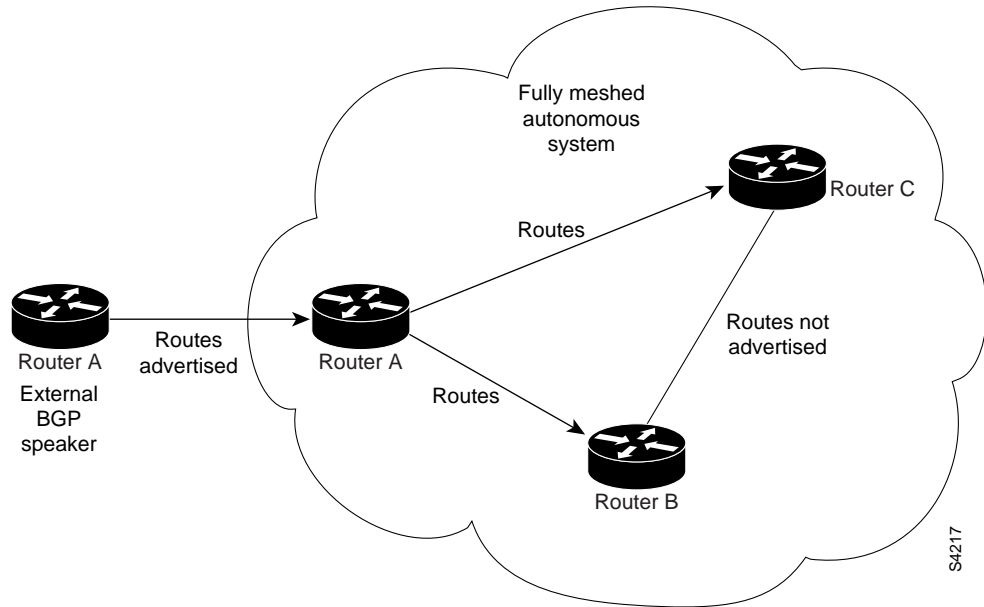 Fully meshed
autonomous
system
Router C
Routes
Routes not
advertised
Routes
advertised
Router A
Router A
External
BGP
speaker
Routes
Router B
S4217